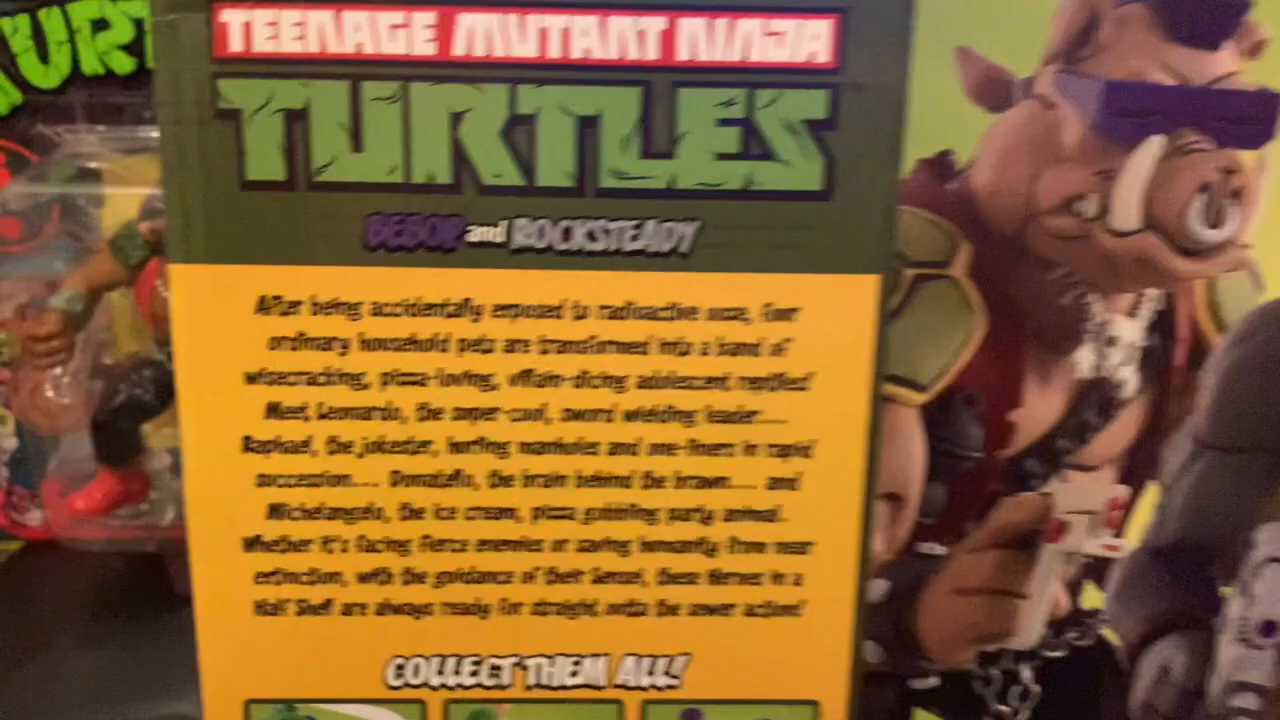 TURT
TEENAGE MUTANT NINJA
TURTLES
BEBOP and ROCKSTEADY
After being accidentally exposed to radioactive ooze, four
ordinary household pets are transformed into a band of
wisecracking, pizza-loving, villain-dicing adolescent reptiles!
Meet Leonardo, the super-cool, sword wielding leader...
Raphael, the jokester, hurling manholes and one-liners in rapid
succession... Donatello, the brain behind the brawn... and
Michelangelo, the ice cream, pizza gobbling party animal.
Whether it's facing fierce enemies or saving humanity from near
extinction, with the guidance of their Sensei, these Heroes in a
Half Shell are always ready for straight outta the sewer action!
COLLECT THEM ALL!